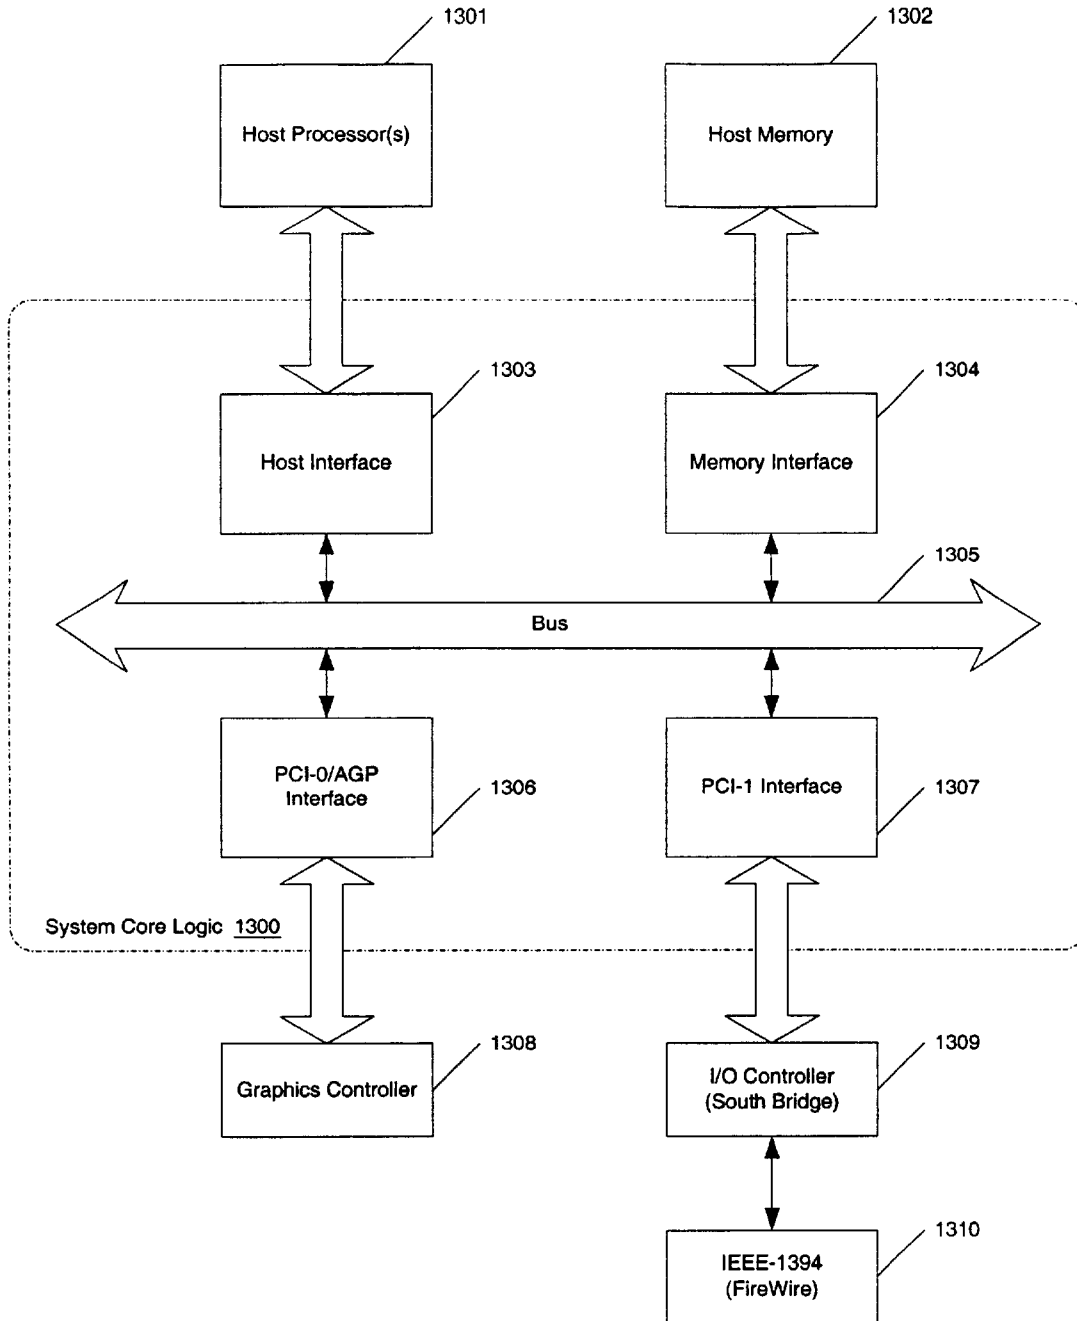 1301
1302
Host Processor(s)
Host Memory
1303
1304
Host Interface
Memory Interface
1305
Bus
PCI-0/AGP
Interface
1306
PCI-1 Interface
1307
System Core Logic 1300
1308
Graphics Controller
1309
I/O Controller
(South Bridge)
1310
IEEE-1394
(FireWire)